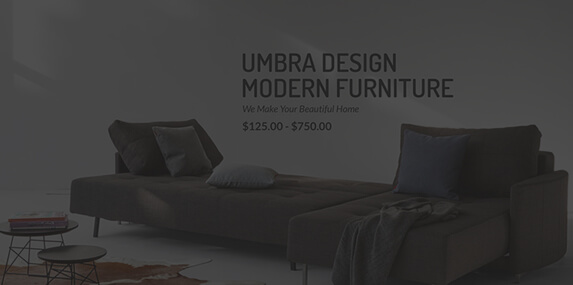 UMBRA DESIGN
MODERN FURNITURE
We Make Your Beautiful Home
$125.00 - $750.00